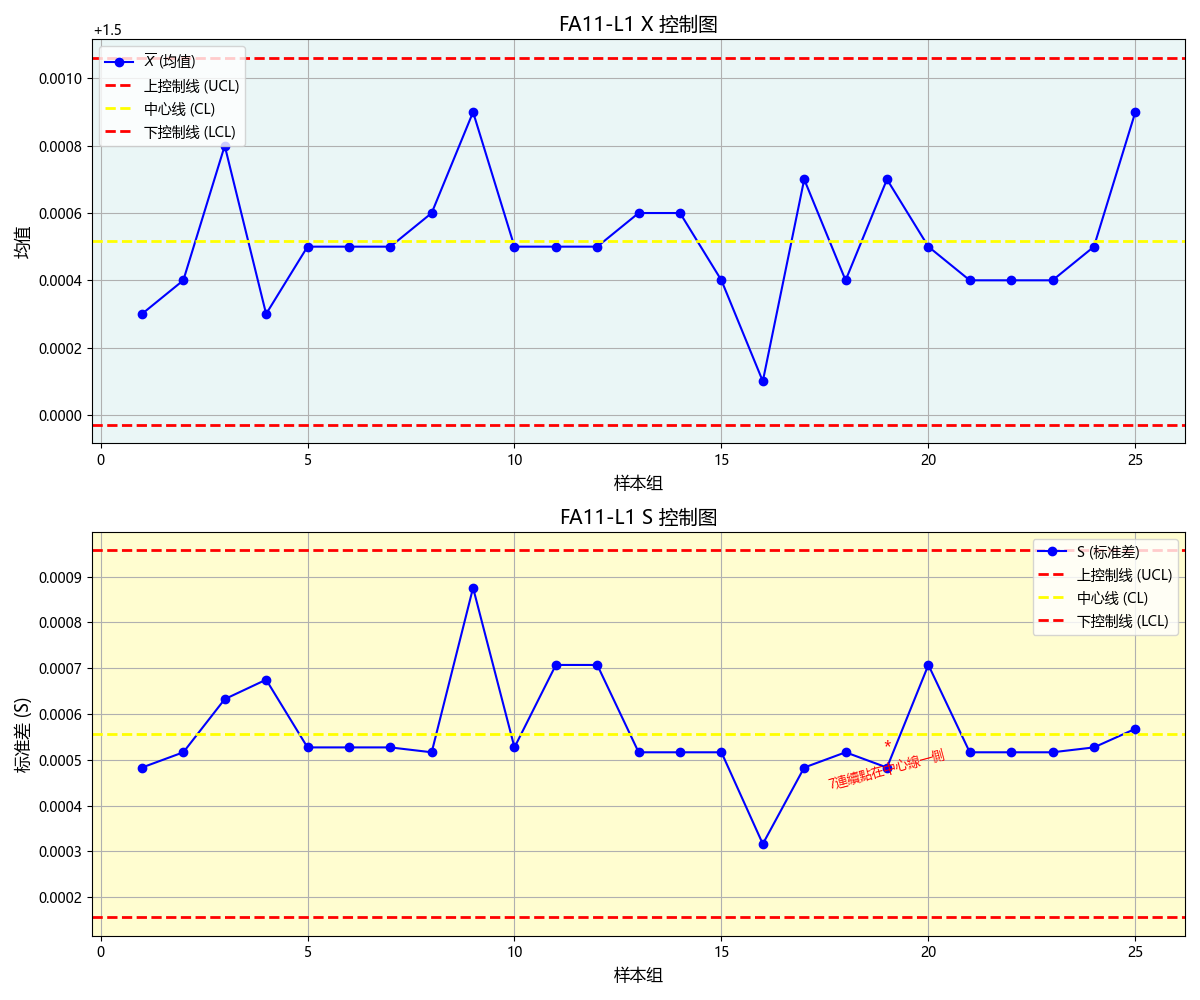 FA11-L1 X 控制图
+1.5
X (均值)
上控制线 (UCL)
中心线 (CL)
下控制线 (LCL)
0.0010
0.0008
0.0006
0.0004
0.0002
0.0000
均值
0 5 10 15 20 25
样本组
FA11-L1 S 控制图
S (标准差)
上控制线 (UCL)
中心线 (CL)
下控制线 (LCL)
0.0009
0.0008
0.0007
0.0006
0.0005
0.0004
0.0003
0.0002
标准差 (S)
*
7連續點在中心線一側
0 5 10 15 20 25
样本组